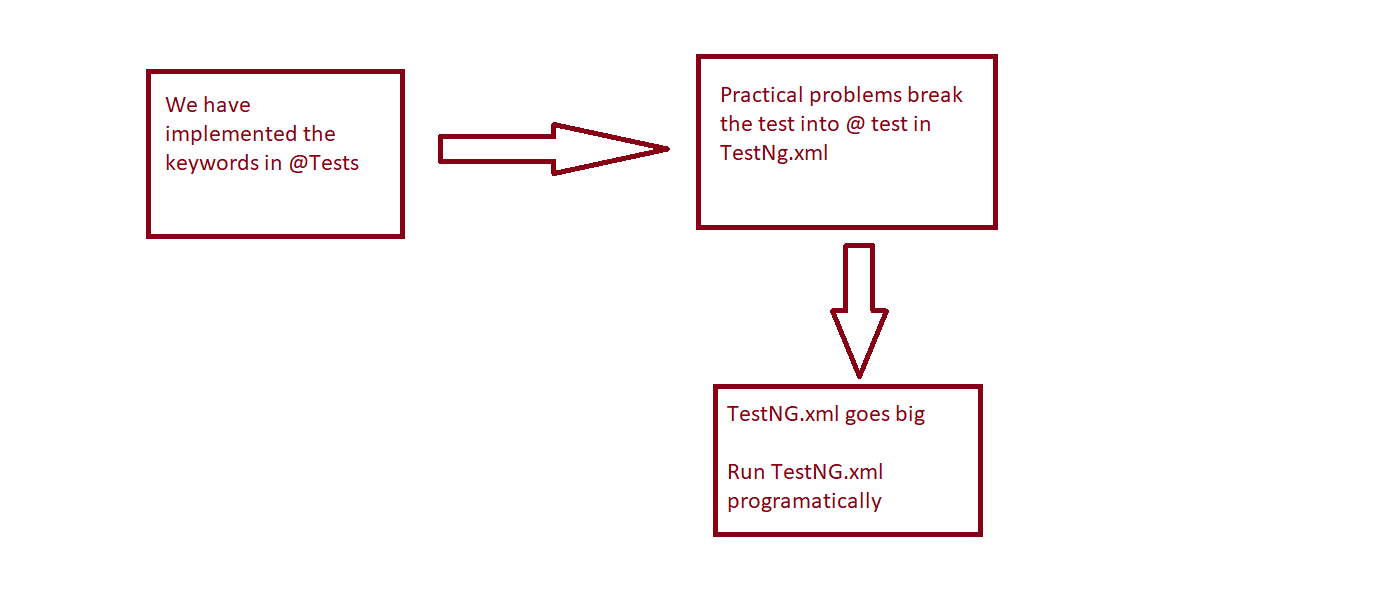 We have
implemented the
keywords in @Tests
Practical problems break
the test into @ test in
TestNg.xml
TestNG.xml goes big
Run TestNG.xml
programatically